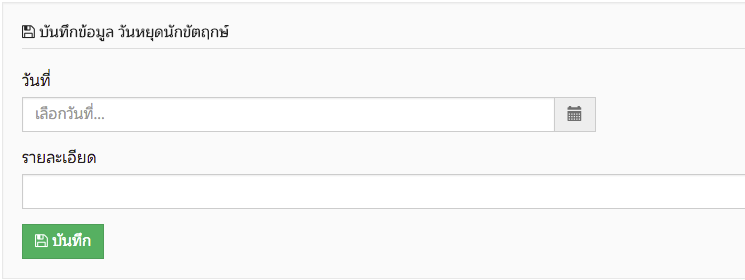 บันทึกข้อมูล วันหยุดนักขัตฤกษ์
วันที่
เลือกวันที่...
รายละเอียด
บันทึก